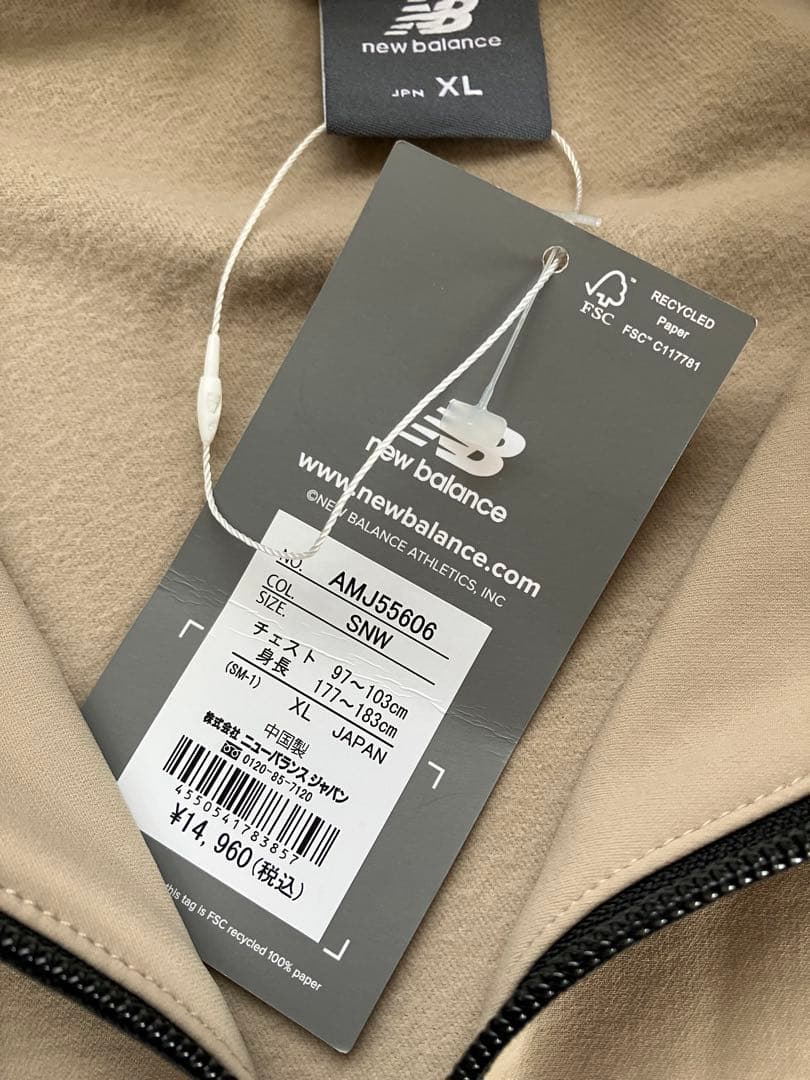 new balance
JPN XL
FSC™
RECYCLED
Paper
FSC™ C117781
new balance
www.newbalance.com
©NEW BALANCE ATHLETICS, INC
NO. AMJ55606
COL. SNW
SIZE.
チェスト 97～103cm
身長 177～183cm
(SM-1) XL JAPAN
中国製
株式会社 ニューバランス ジャパン
0120-85-7120
4550541783857
¥14,960(税込)
this tag is FSC recycled 100% paper